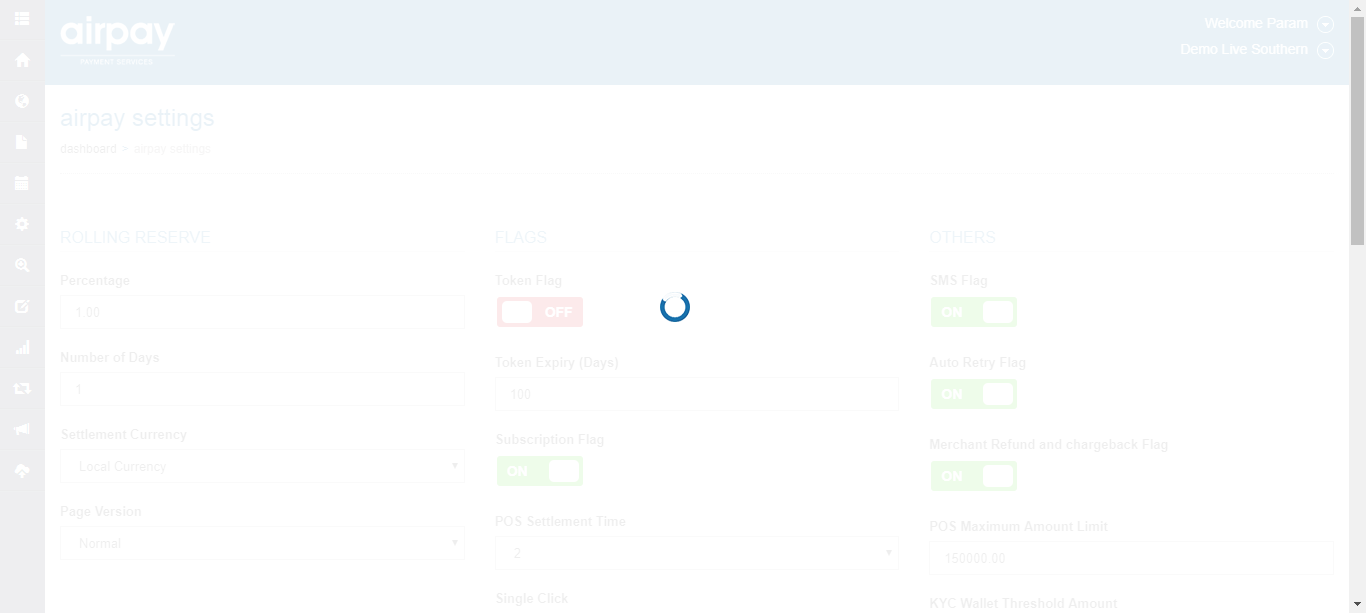 airpay
PAYMENT SERVICES
Welcome Param
Demo Live Southern
airpay settings
dashboard > airpay settings
ROLLING RESERVE
Percentage
1.00
Number of Days
1
Settlement Currency
Local Currency
Page Version
Normal
FLAGS
Token Flag
OFF
Token Expiry (Days)
100
Subscription Flag
ON
POS Settlement Time
2
Single Click
OTHERS
SMS Flag
ON
Auto Retry Flag
ON
Merchant Refund and chargeback Flag
ON
POS Maximum Amount Limit
150000.00
KYC Wallet Threshold Amount